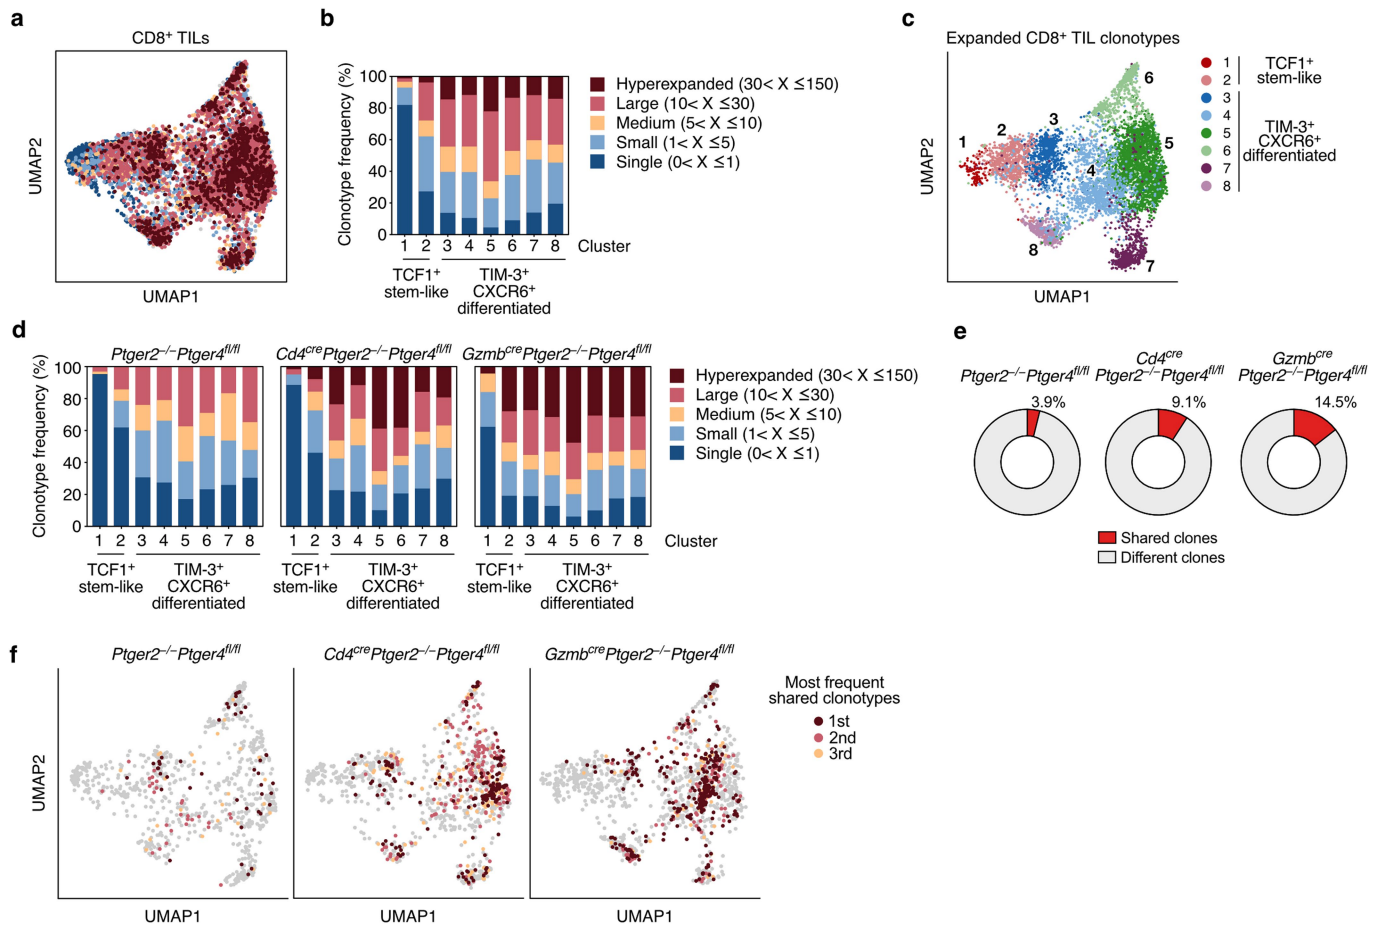 a
CD8⁺ TILs
UMAP2
UMAP1
b
Clonotype frequency (%)
100
80
60
40
20
0
1 2 3 4 5 6 7 8 Cluster
TCF1⁺ stem-like
TIM-3⁺ CXCR6⁺ differentiated
Hyperexpanded (30< X ≤150)
Large (10< X ≤30)
Medium (5< X ≤10)
Small (1< X ≤5)
Single (0< X ≤1)
c
Expanded CD8⁺ TIL clonotypes
UMAP2
UMAP1
1
2
3
4
5
6
7
8
1
2
3
4
5
6
7
8
TCF1⁺
stem-like
TIM-3⁺
CXCR6⁺
differentiated
d
Ptger2⁻/⁻Ptger4fl/fl
Cd4crePtger2⁻/⁻Ptger4fl/fl
GzmbcrePtger2⁻/⁻Ptger4fl/fl
Clonotype frequency (%)
100
80
60
40
20
0
1 2 3 4 5 6 7 8
1 2 3 4 5 6 7 8
1 2 3 4 5 6 7 8 Cluster
TCF1⁺ stem-like
TIM-3⁺ CXCR6⁺ differentiated
TCF1⁺ stem-like
TIM-3⁺ CXCR6⁺ differentiated
TCF1⁺ stem-like
TIM-3⁺ CXCR6⁺ differentiated
Hyperexpanded (30< X ≤150)
Large (10< X ≤30)
Medium (5< X ≤10)
Small (1< X ≤5)
Single (0< X ≤1)
e
Ptger2⁻/⁻Ptger4fl/fl
3.9%
Cd4cre
Ptger2⁻/⁻Ptger4fl/fl
9.1%
Gzmbcre
Ptger2⁻/⁻Ptger4fl/fl
14.5%
Shared clones
Different clones
f
Ptger2⁻/⁻Ptger4fl/fl
Cd4crePtger2⁻/⁻Ptger4fl/fl
GzmbcrePtger2⁻/⁻Ptger4fl/fl
UMAP2
UMAP1
UMAP1
UMAP1
Most frequent
shared clonotypes
1st
2nd
3rd